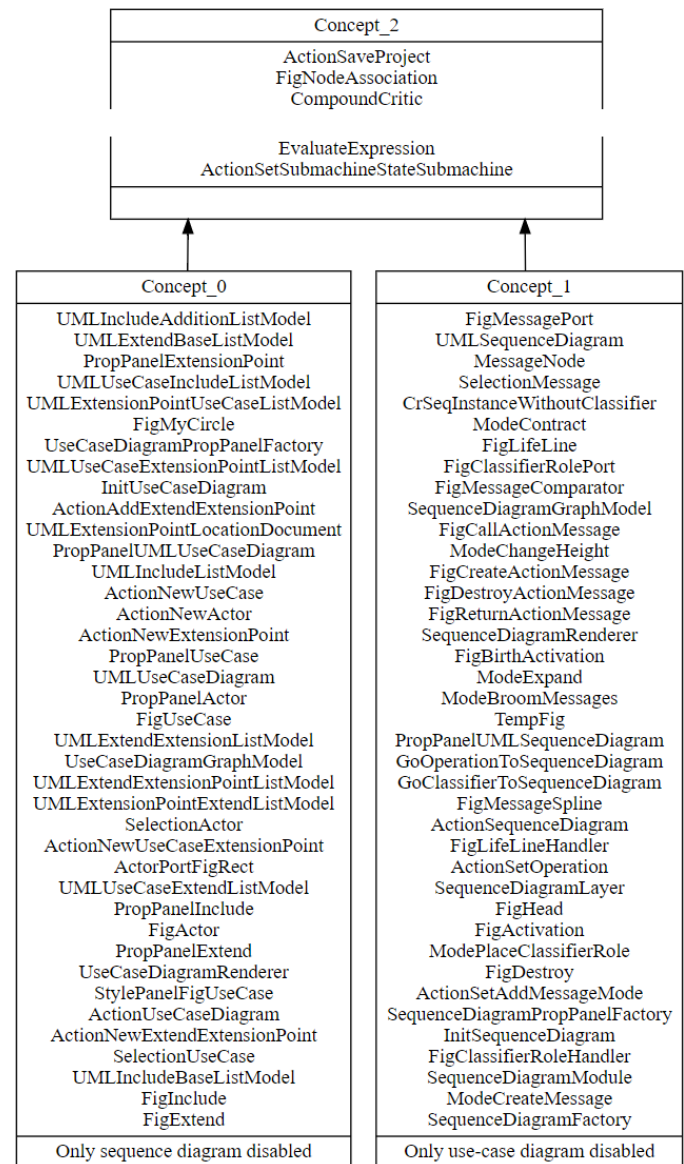 Concept_2
ActionSaveProject
FigNodeAssociation
CompoundCritic
EvaluateExpression
ActionSetSubmachineStateSubmachine
Concept_0
UMLIncludeAdditionListModel
UMLExtendBaseListModel
PropPanelExtensionPoint
UMLUseCaseIncludeListModel
UMLExtensionPointUseCaseListModel
FigMyCircle
UseCaseDiagramPropPanelFactory
UMLUseCaseExtensionPointListModel
InitUseCaseDiagram
ActionAddExtendExtensionPoint
UMLExtensionPointLocationDocument
PropPanelUMLUseCaseDiagram
UMLIncludeListModel
ActionNewUseCase
ActionNewActor
ActionNewExtensionPoint
PropPanelUseCase
UMLUseCaseDiagram
PropPanelActor
FigUseCase
UMLExtendExtensionListModel
UseCaseDiagramGraphModel
UMLExtendExtensionPointListModel
UMLExtensionPointExtendListModel
SelectionActor
ActionNewUseCaseExtensionPoint
ActorPortFigRect
UMLUseCaseExtendListModel
PropPanelInclude
FigActor
PropPanelExtend
UseCaseDiagramRenderer
StylePanelFigUseCase
ActionUseCaseDiagram
ActionNewExtendExtensionPoint
SelectionUseCase
UMLIncludeBaseListModel
FigInclude
FigExtend
Only sequence diagram disabled
Concept_1
FigMessagePort
UMLSequenceDiagram
MessageNode
SelectionMessage
CrSeqInstanceWithoutClassifier
ModeContract
FigLifeLine
FigClassifierRolePort
FigMessageComparator
SequenceDiagramGraphModel
FigCallActionMessage
ModeChangeHeight
FigCreateActionMessage
FigDestroyActionMessage
FigReturnActionMessage
SequenceDiagramRenderer
FigBirthActivation
ModeExpand
ModeBroomMessages
TempFig
PropPanelUMLSequenceDiagram
GoOperationToSequenceDiagram
GoClassifierToSequenceDiagram
FigMessageSpline
ActionSequenceDiagram
FigLifeLineHandler
ActionSetOperation
SequenceDiagramLayer
FigHead
FigActivation
ModePlaceClassifierRole
FigDestroy
ActionSetAddMessageMode
SequenceDiagramPropPanelFactory
InitSequenceDiagram
FigClassifierRoleHandler
SequenceDiagramModule
ModeCreateMessage
SequenceDiagramFactory
Only use-case diagram disabled